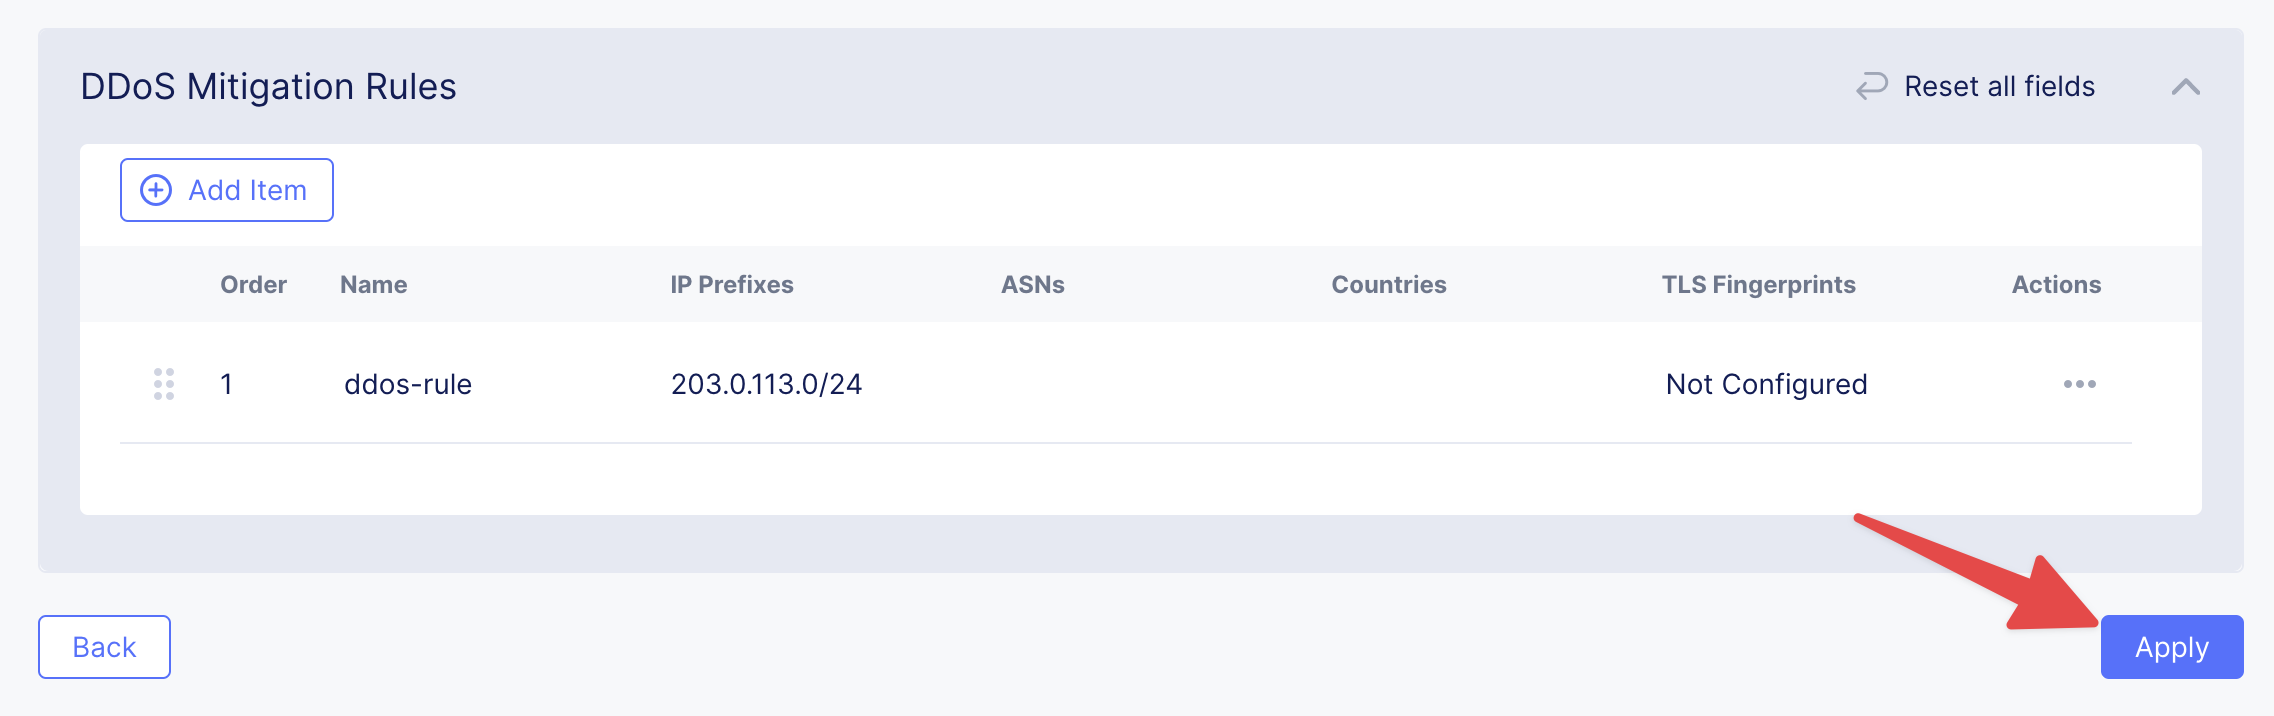 DDoS Mitigation Rules
Reset all fields
Add Item
Order Name IP Prefixes ASNs Countries TLS Fingerprints Actions
1 ddos-rule 203.0.113.0/24 Not Configured
Back
Apply